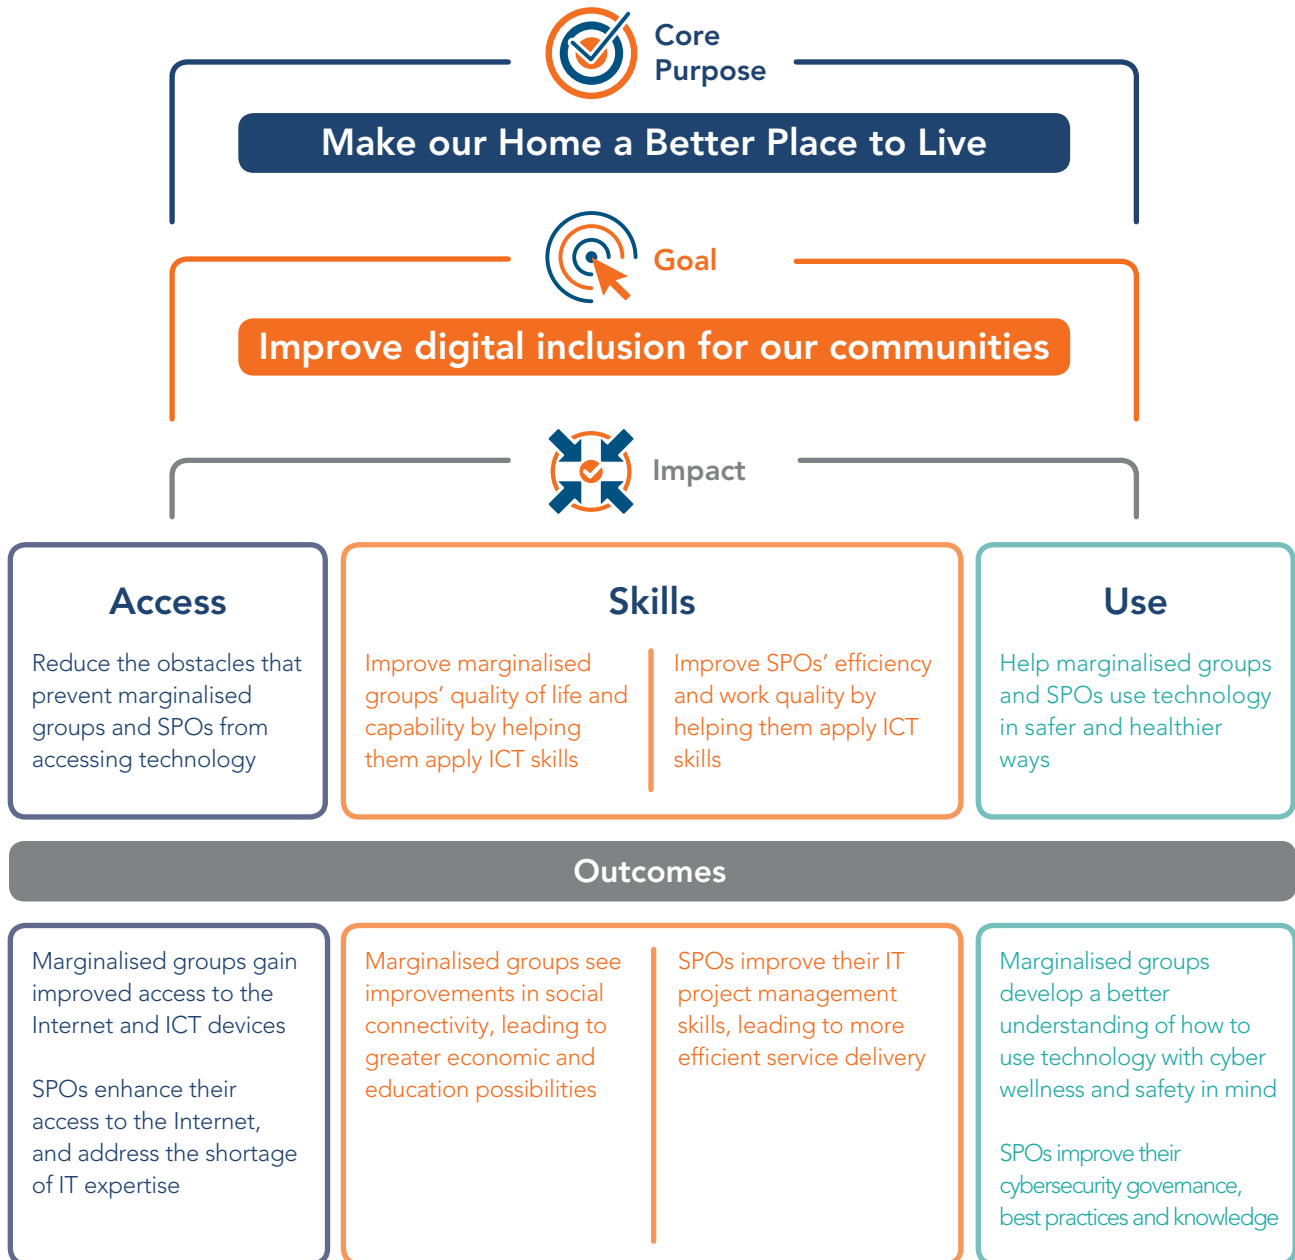 Core
Purpose
Make our Home a Better Place to Live
Goal
Improve digital inclusion for our communities
Impact
Access
Reduce the obstacles that
prevent marginalised
groups and SPOs from
accessing technology
Skills
Improve marginalised
groups’ quality of life and
capability by helping
them apply ICT skills
Improve SPOs’ efficiency
and work quality by
helping them apply ICT
skills
Use
Help marginalised groups
and SPOs use technology
in safer and healthier
ways
Outcomes
Marginalised groups gain
improved access to the
Internet and ICT devices
SPOs enhance their
access to the Internet,
and address the shortage
of IT expertise
Marginalised groups see
improvements in social
connectivity, leading to
greater economic and
education possibilities
SPOs improve their IT
project management
skills, leading to more
efficient service delivery
Marginalised groups
develop a better
understanding of how to
use technology with cyber
wellness and safety in mind
SPOs improve their
cybersecurity governance,
best practices and knowledge